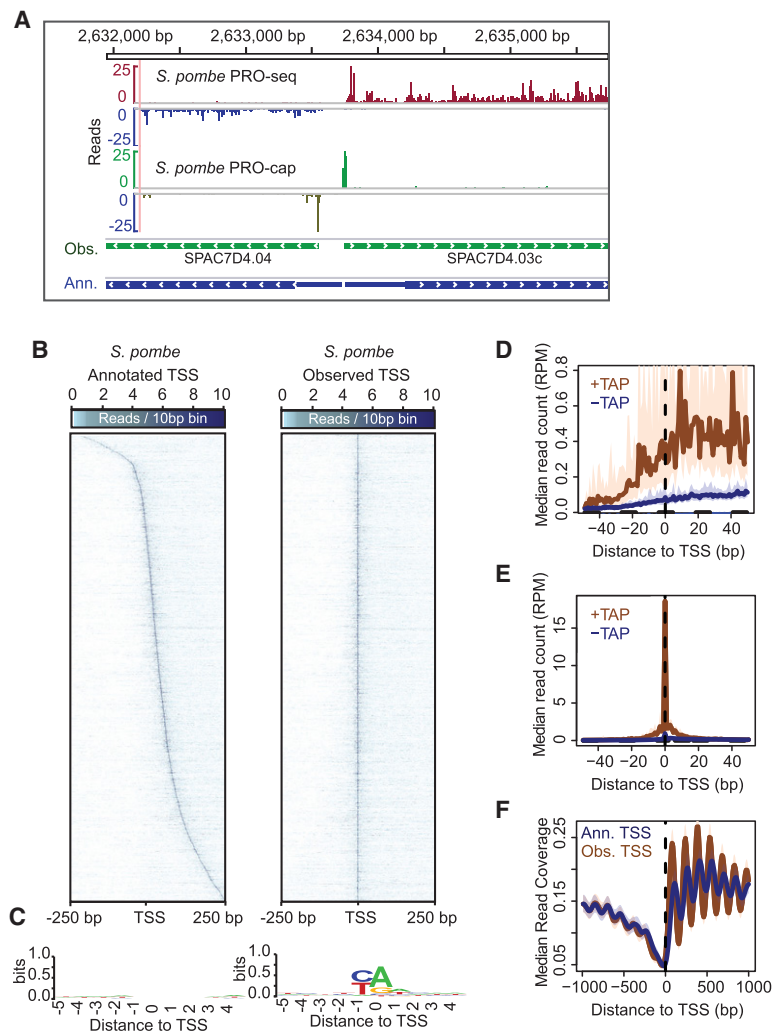 A
2,632,000 bp 2,633,000 bp 2,634,000 bp 2,635,000 bp
25
S. pombe PRO-seq
0
0
-25
Reads
25
S. pombe PRO-cap
0
0
-25
Obs.
SPAC7D4.04 SPAC7D4.03c
Ann.
B
S. pombe
Annotated TSS
0 2 4 6 8 10
Reads / 10bp bin
-250 bp TSS 250 bp
S. pombe
Observed TSS
0 2 4 6 8 10
Reads / 10bp bin
-250 bp TSS 250 bp
C
bits
1.0
0.5
0.0
-5 -4 -3 -2 -1 0 1 2 3 4
Distance to TSS
bits
1.0
0.5
0.0
C A
T G
-5 -4 -3 -2 -1 0 1 2 3 4
Distance to TSS
D
Median read count (RPM)
0.8
0.6
0.4
0.2
0.0
+TAP
−TAP
−40 −20 0 20 40
Distance to TSS (bp)
E
Median read count (RPM)
15
10
5
0
+TAP
−TAP
−40 −20 0 20 40
Distance to TSS (bp)
F
Median Read Coverage
0.25
0.15
0.05
Ann. TSS
Obs. TSS
−1000 −500 0 500 1000
Distance to TSS (bp)